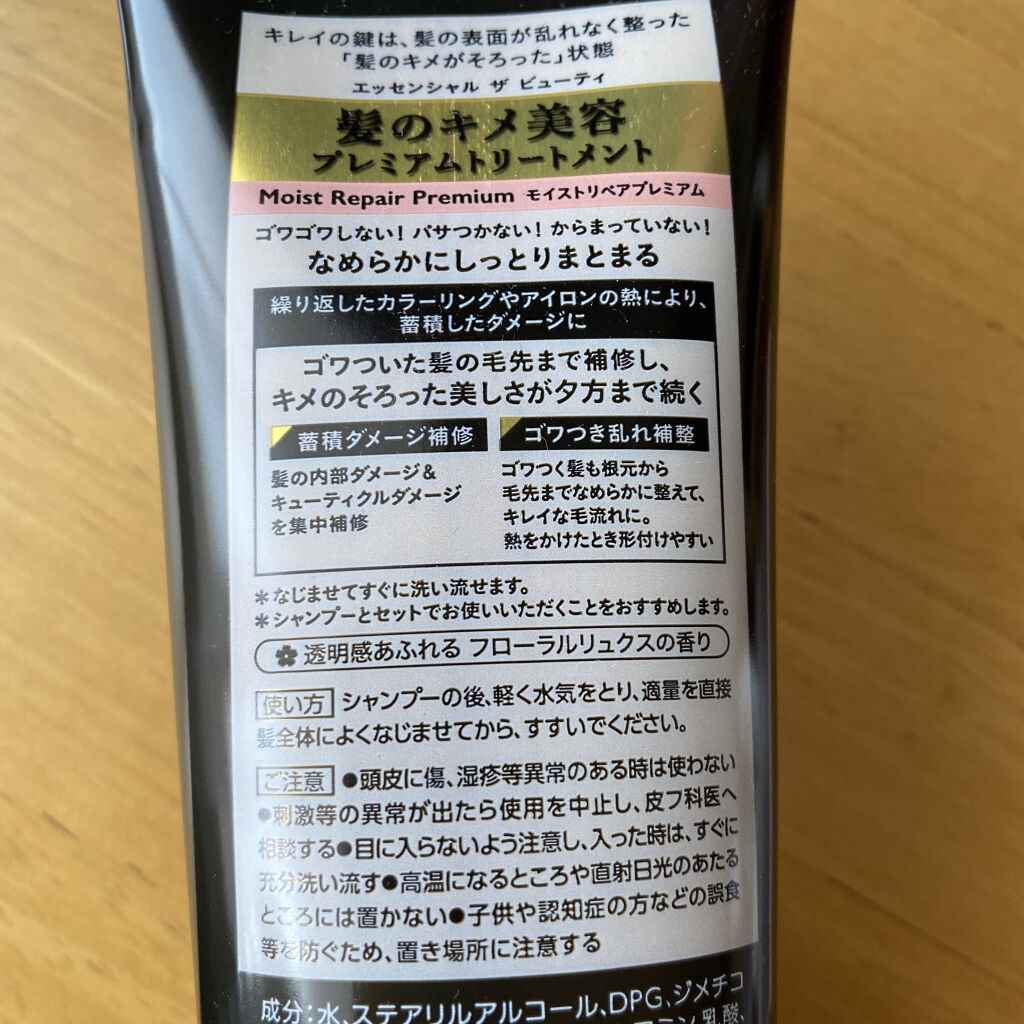 キレイの鍵は、髪の表面が乱れなく整った
「髪のキメがそろった」状態
エッセンシャル ザ ビューティ
髪のキメ美容
プレミアムトリートメント
Moist Repair Premium モイストリペアプレミアム
ゴワゴワしない!パサつかない!からまっていない!
なめらかにしっとりまとまる
繰り返したカラーリングやアイロンの熱により、
蓄積したダメージに
ゴワついた髪の毛先まで補修し、
キメのそろった美しさが夕方まで続く
蓄積ダメージ補修
髪の内部ダメージ&
キューティクルダメージ
を集中補修
ゴワつき乱れ補整
ゴワつく髪も根元から
毛先までなめらかに整えて、
キレイな毛流れに。
熱をかけたとき形付けやすい
*なじませてすぐに洗い流せます。
*シャンプーとセットでお使いいただくことをおすすめします。
透明感あふれる フローラルリュクスの香り
使い方 シャンプーの後、軽く水気をとり、適量を直接
髪全体によくなじませてから、すすいでください。
ご注意 ●頭皮に傷、湿疹等異常のある時は使わない
●刺激等の異常が出たら使用を中止し、皮フ科医へ
相談する●目に入らないよう注意し、入った時は、すぐに
充分洗い流す●高温になるところや直射日光のあたる
ところには置かない●子供や認知症の方などの誤食
等を防ぐため、置き場所に注意する
成分:水、ステアリルアルコール、DPG、ジメチコ
乳酸、